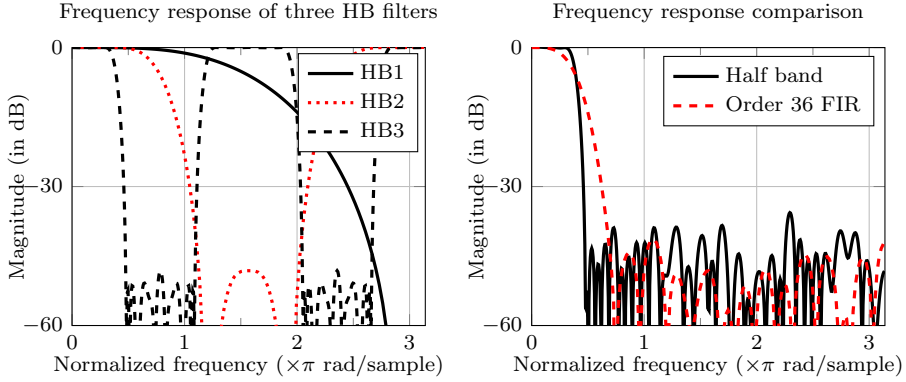 Frequency response of three HB filters
0
−30
−60
0
1
2
3
Magnitude (in dB)
Normalized frequency (×π rad/sample)
HB1
HB2
HB3
Frequency response comparison
0
−30
−60
0
1
2
3
Magnitude (in dB)
Normalized frequency (×π rad/sample)
Half band
Order 36 FIR